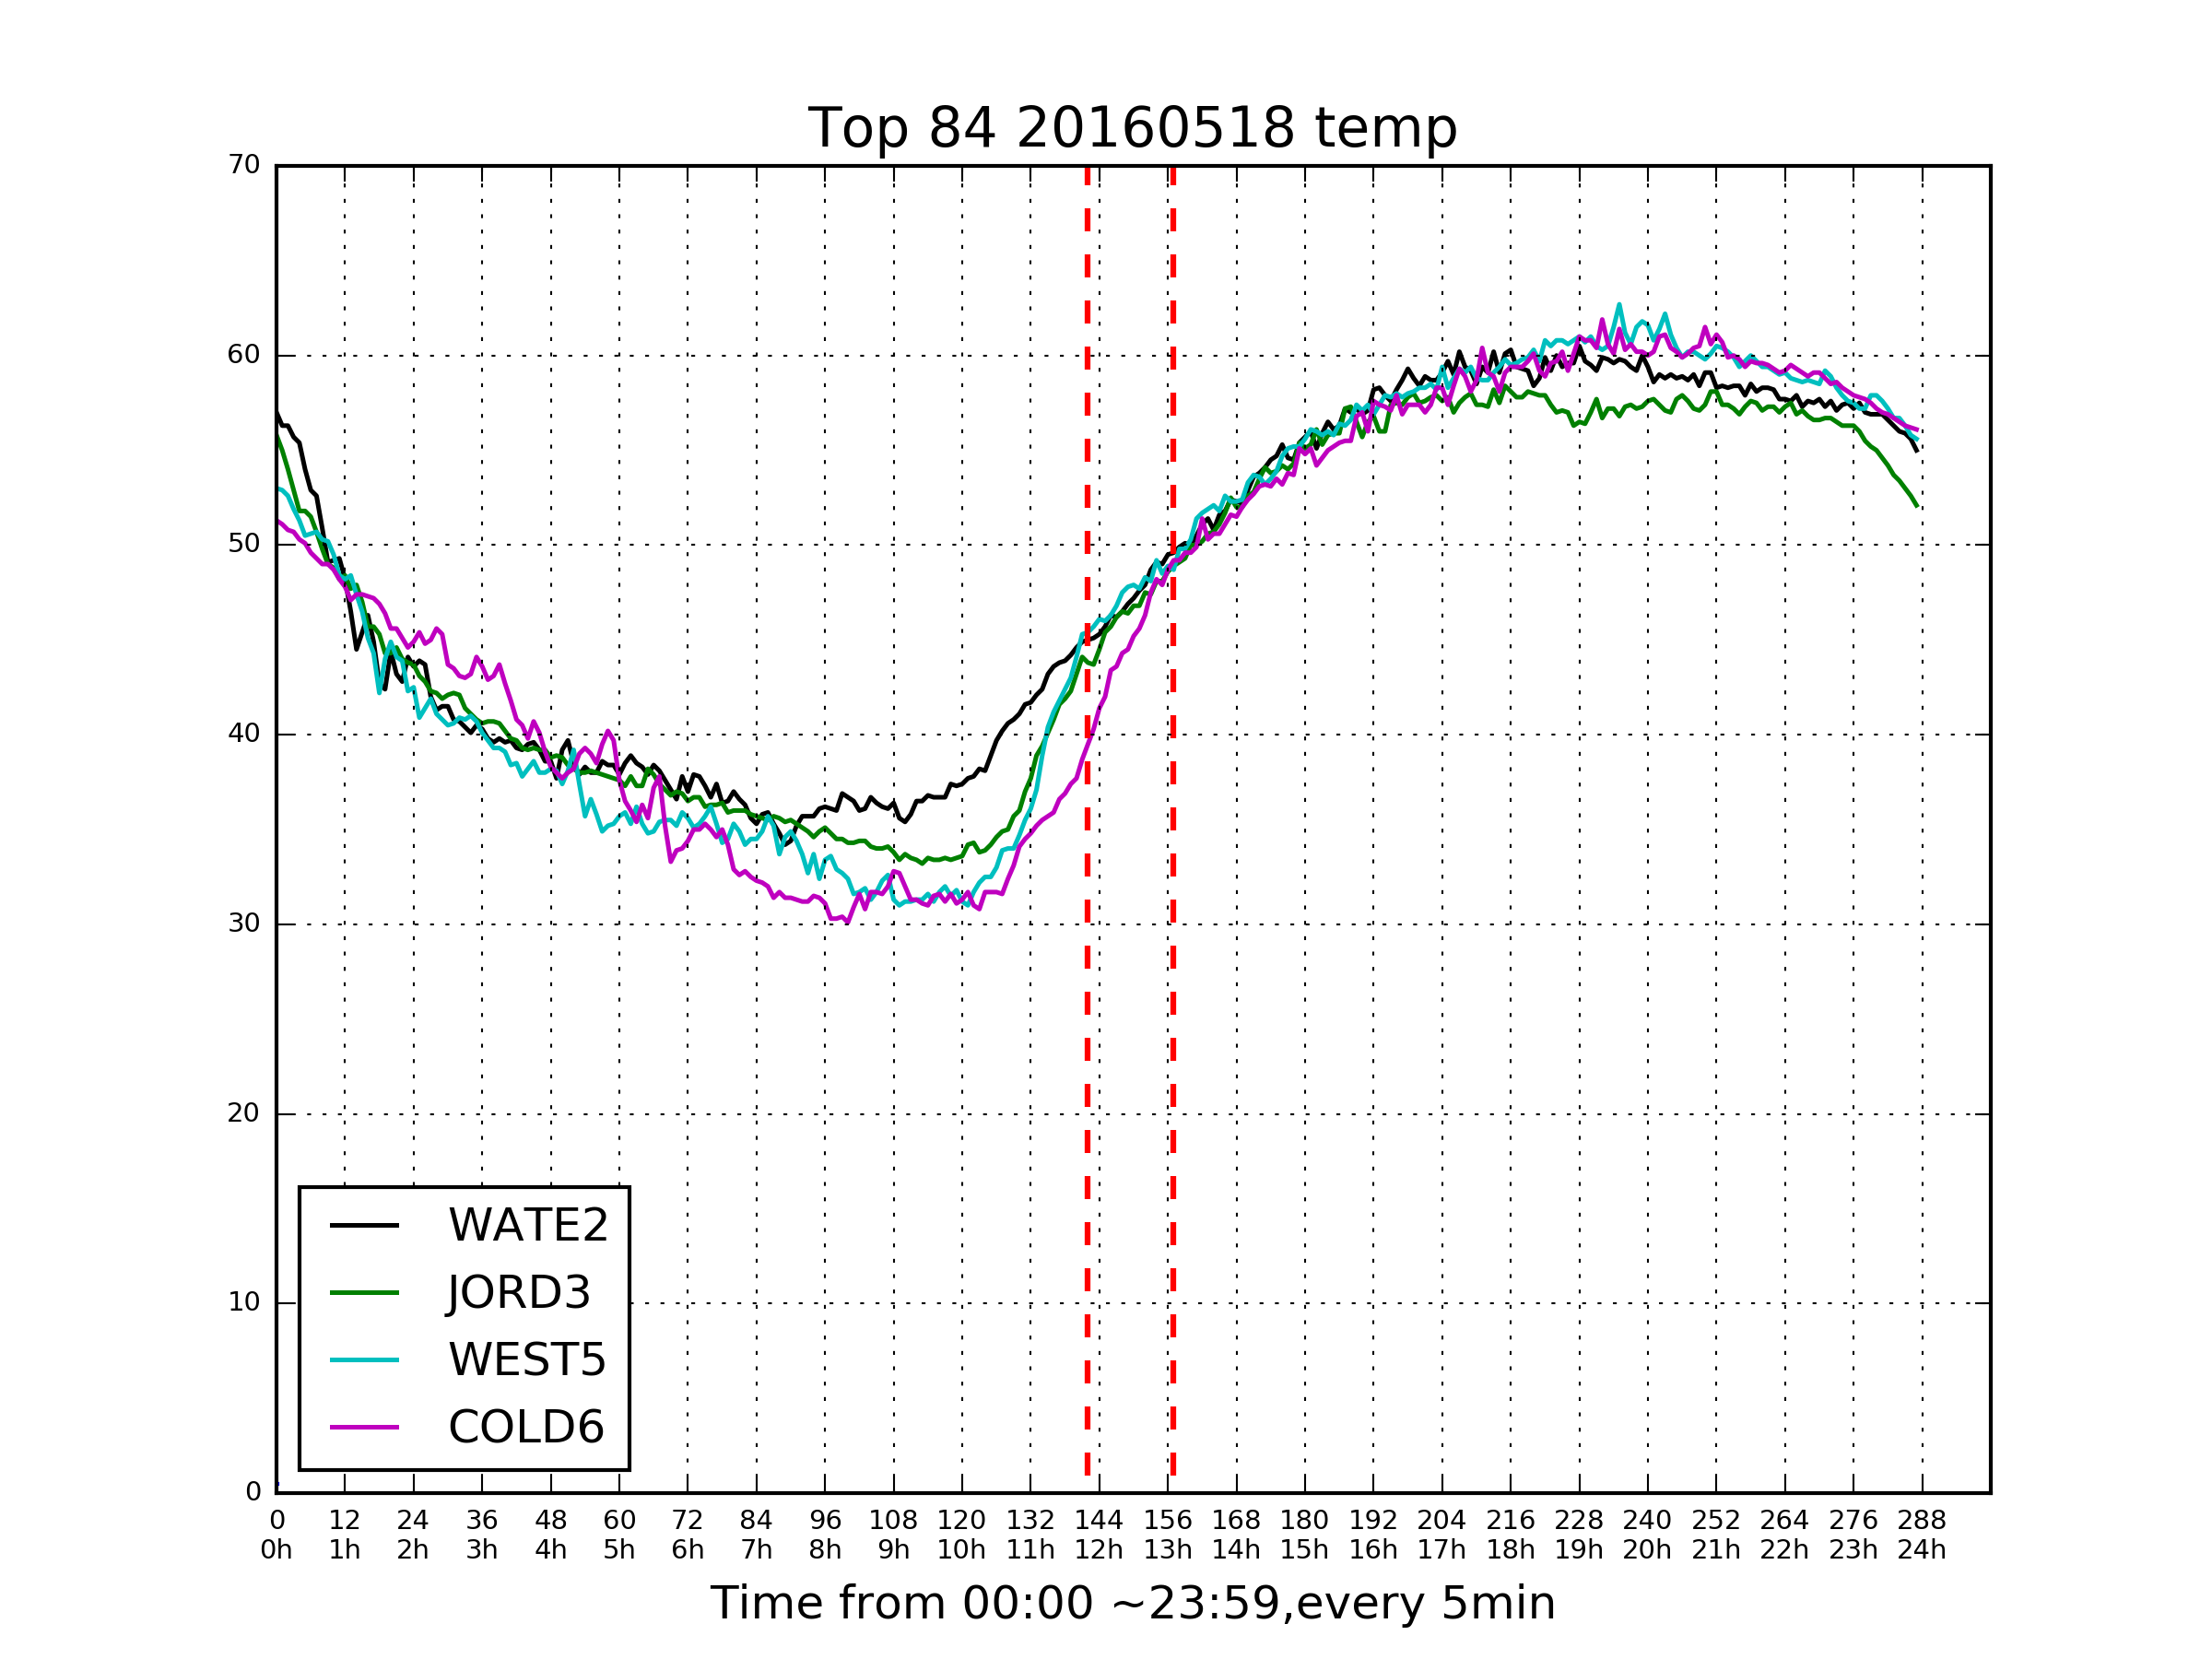 Top 84 20160518 temp
70
60
50
40
30
20
10
0
WATE2
JORD3
WEST5
COLD6
0 12 24 36 48 60 72 84 96 108 120 132 144 156 168 180 192 204 216 228 240 252 264 276 288
0h 1h 2h 3h 4h 5h 6h 7h 8h 9h 10h 11h 12h 13h 14h 15h 16h 17h 18h 19h 20h 21h 22h 23h 24h
Time from 00:00 ~23:59,every 5min